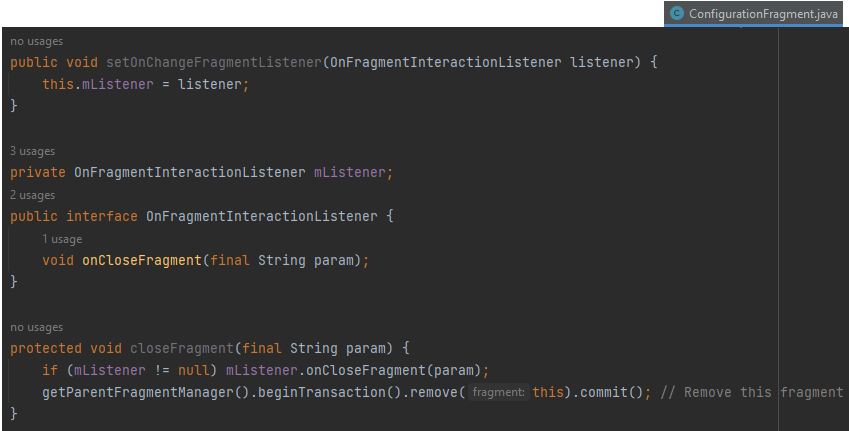 ConfigurationFragment.java
no usages
public void setOnChangeFragmentListener(OnFragmentInteractionListener listener) {
    this.mListener = listener;
}
3 usages
private OnFragmentInteractionListener mListener;
2 usages
public interface OnFragmentInteractionListener {
    1 usage
    void onCloseFragment(final String param);
}
no usages
protected void closeFragment(final String param) {
    if (mListener != null) mListener.onCloseFragment(param);
    getParentFragmentManager().beginTransaction().remove( fragment: this).commit(); // Remove this fragment
}